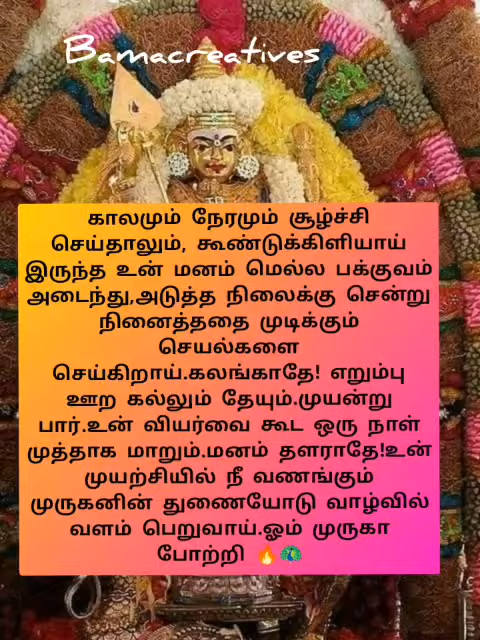 Bamacreatives
காலமும் நேரமும் சூழ்ச்சி
செய்தாலும், கூண்டுக்கிளியாய்
இருந்த உன் மனம் மெல்ல பக்குவம்
அடைந்து,அடுத்த நிலைக்கு சென்று
நினைத்ததை முடிக்கும்
செயல்களை
செய்கிறாய்.கலங்காதே! எறும்பு
ஊற கல்லும் தேயும்.முயன்று
பார்.உன் வியர்வை கூட ஒரு நாள்
முத்தாக மாறும்.மனம் தளராதே!உன்
முயற்சியில் நீ வணங்கும்
முருகனின் துணையோடு வாழ்வில்
வளம் பெறுவாய்.ஓம் முருகா
போற்றி 🔥🦚